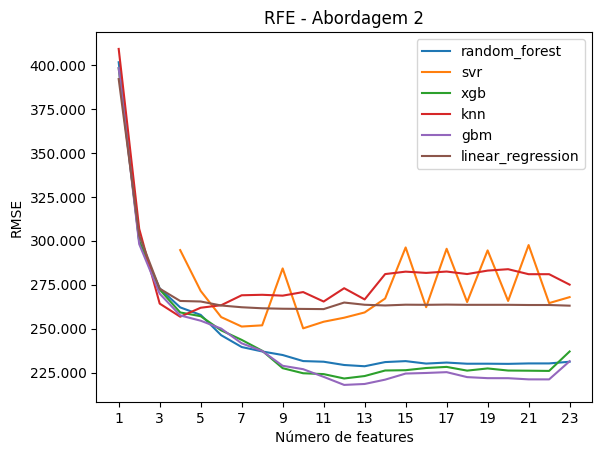 RFE - Abordagem 2
random_forest
svr
xgb
knn
gbm
linear_regression
RMSE
400.000
375.000
350.000
325.000
300.000
275.000
250.000
225.000
1 3 5 7 9 11 13 15 17 19 21 23
Número de features